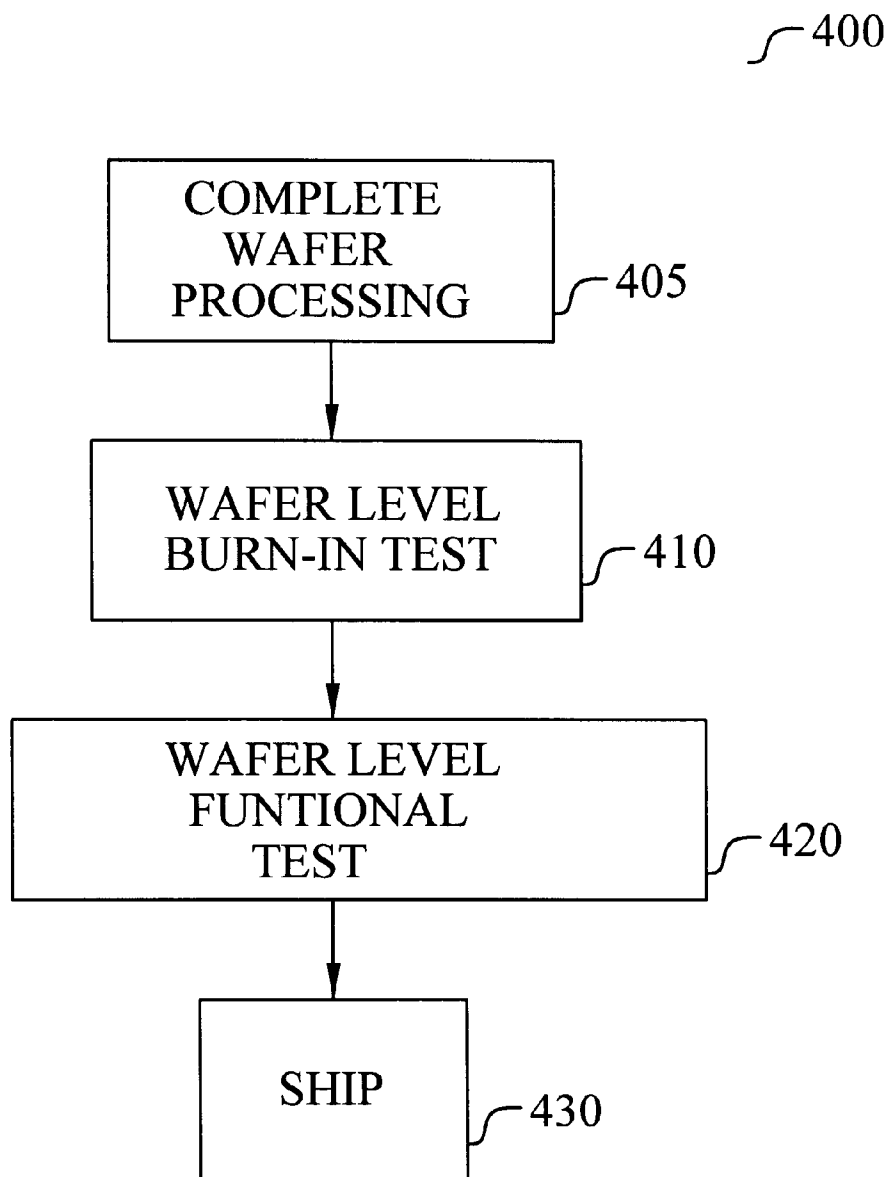 400
COMPLETE
WAFER
PROCESSING
405
WAFER LEVEL
BURN-IN TEST
410
WAFER LEVEL
FUNTIONAL
TEST
420
SHIP
430